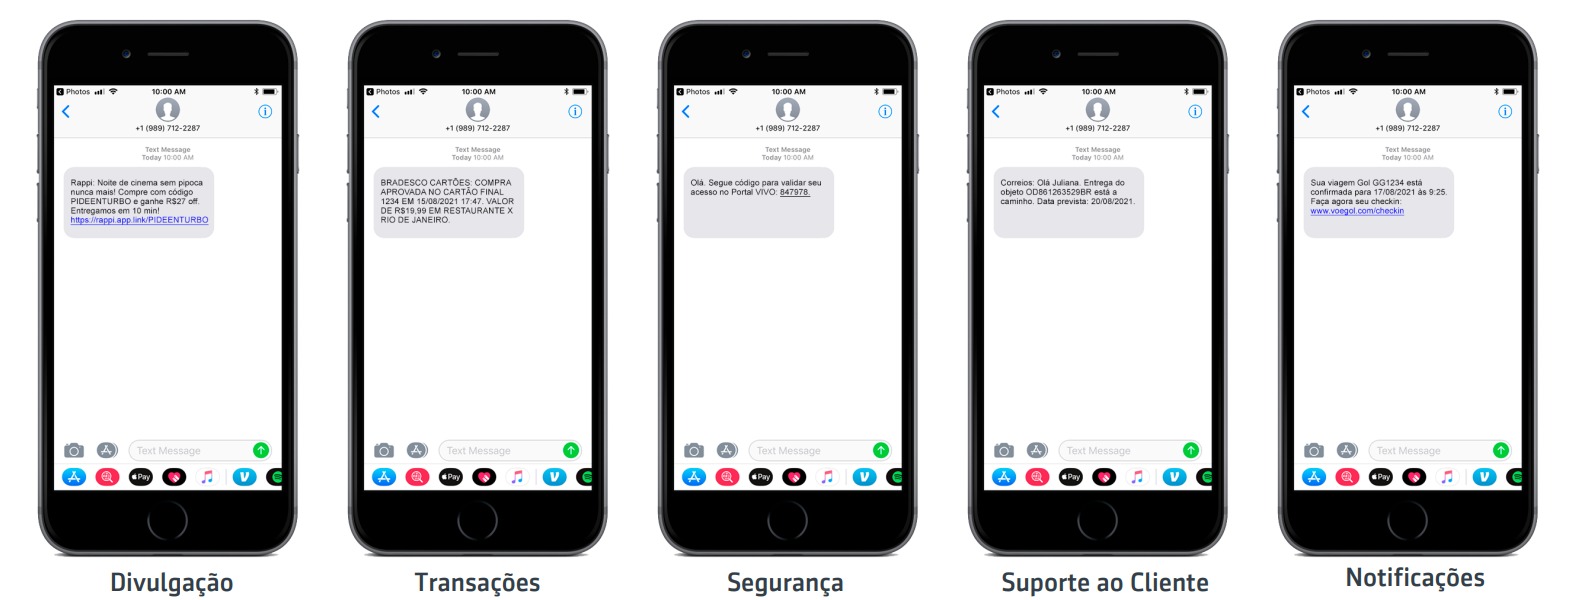 Photos
10:00 AM
+1 (989) 712-2287
Text Message
Today 10:00 AM
Rappi: Noite de cinema sem pipoca
nunca mais! Compre com código
PIDEENTURBO e ganhe R$27 off.
Entregamos em 10 min!
https://rappi.app.link/PIDEENTURBO
Text Message
Pay
Divulgação
Photos
10:00 AM
+1 (989) 712-2287
Text Message
Today 10:00 AM
BRADESCO CARTÕES: COMPRA
APROVADA NO CARTÃO FINAL
1234 EM 15/08/2021 17:47. VALOR
DE R$19,99 EM RESTAURANTE X
RIO DE JANEIRO.
Text Message
Pay
Transações
Photos
10:00 AM
+1 (989) 712-2287
Text Message
Today 10:00 AM
Olá. Segue código para validar seu
acesso no Portal VIVO: 847978.
Text Message
Pay
Segurança
Photos
10:00 AM
+1 (989) 712-2287
Text Message
Today 10:00 AM
Correios: Olá Juliana. Entrega do
objeto OD861263529BR está a
caminho. Data prevista: 20/08/2021.
Text Message
Pay
Suporte ao Cliente
Photos
10:00 AM
+1 (989) 712-2287
Text Message
Today 10:00 AM
Sua viagem Gol GG1234 está
confirmada para 17/08/2021 às 9:25.
Faça agora seu checkin:
www.voegol.com/checkin
Text Message
Pay
Notificações